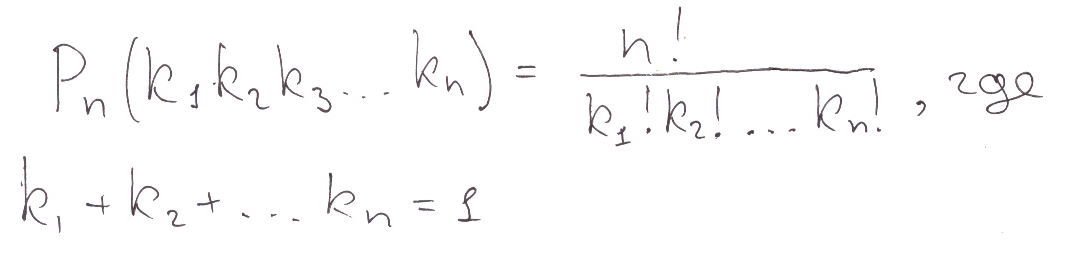 Pₙ(k₁k₂k₃...kₙ) = n! / k₁!k₂!...kₙ!, где
k₁ + k₂ + ... kₙ = 1